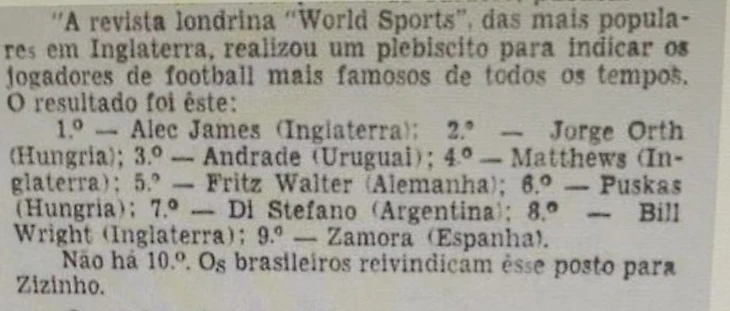 "A revista londrina "World Sports", das mais popula-
res em Inglaterra, realizou um plebiscito para indicar os
jogadores de football mais famosos de todos os tempos.
O resultado foi êste:
1.º — Alec James (Inglaterra); 2.º — Jorge Orth
(Hungria); 3.º — Andrade (Uruguai); 4.º — Matthews (In-
glaterra); 5.º — Fritz Walter (Alemanha); 6.º — Puskas
(Hungria); 7.º — Di Stefano (Argentina); 8.º — Bill
Wright (Inglaterra); 9.º — Zamora (Espanha).
Não há 10.º. Os brasileiros reivindicam êsse posto para
Zizinho.